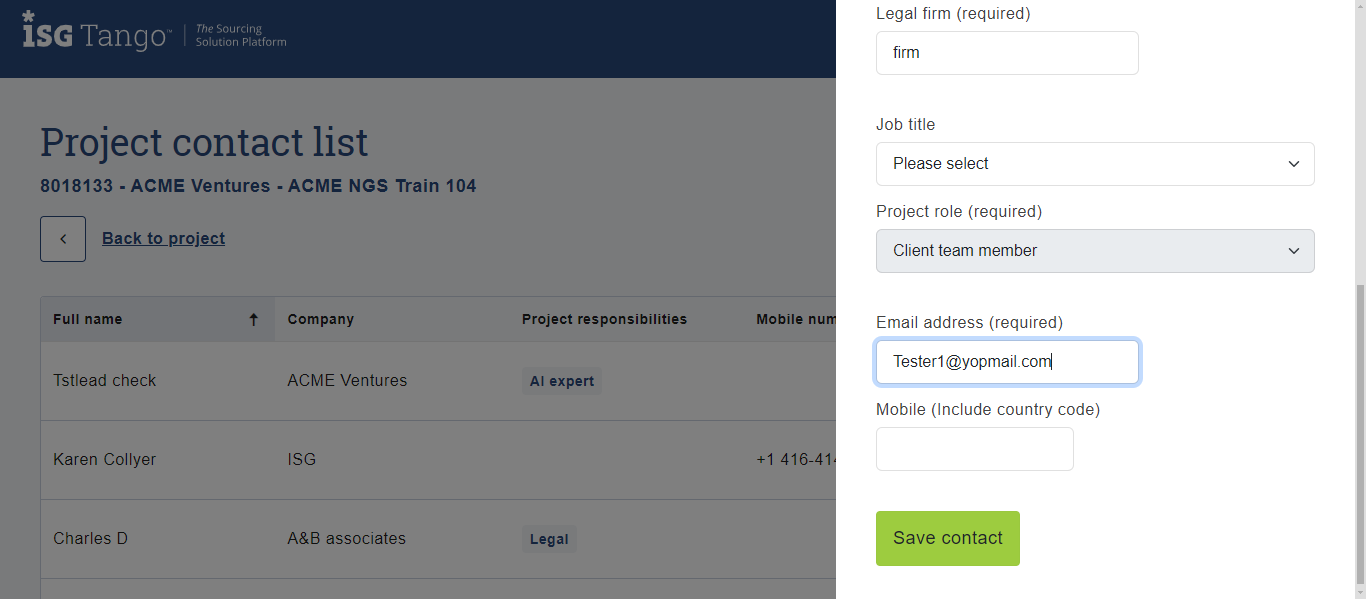 ISG Tango™
The Sourcing
Solution Platform
Project contact list
8018133 - ACME Ventures - ACME NGS Train 104
Back to project
Full name Company Project responsibilities Mobile num
Tstlead check ACME Ventures AI expert
Karen Collyer ISG +1 416-414
Charles D A&B associates Legal
Legal firm (required)
firm
Job title
Please select
Project role (required)
Client team member
Email address (required)
Tester1@yopmail.com
Mobile (Include country code)
Save contact